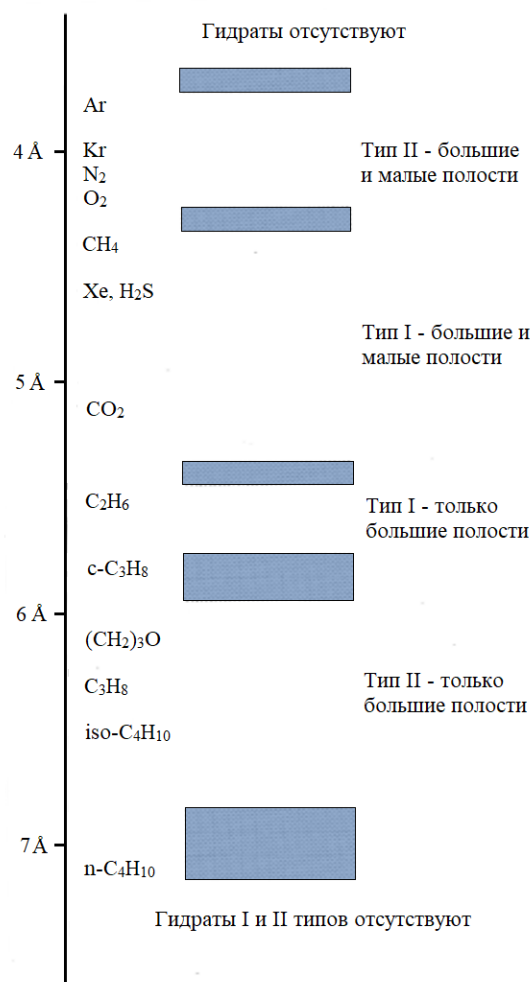 Гидраты отсутствуют
Ar
4 Å
Kr
N₂
O₂
Тип II - большие
и малые полости
CH₄
Xe, H₂S
Тип I - большие и
малые полости
5 Å
CO₂
C₂H₆
Тип I - только
большие полости
c-C₃H₈
6 Å
(CH₂)₃O
C₃H₈
Тип II - только
большие полости
iso-C₄H₁₀
7 Å
n-C₄H₁₀
Гидраты I и II типов отсутствуют